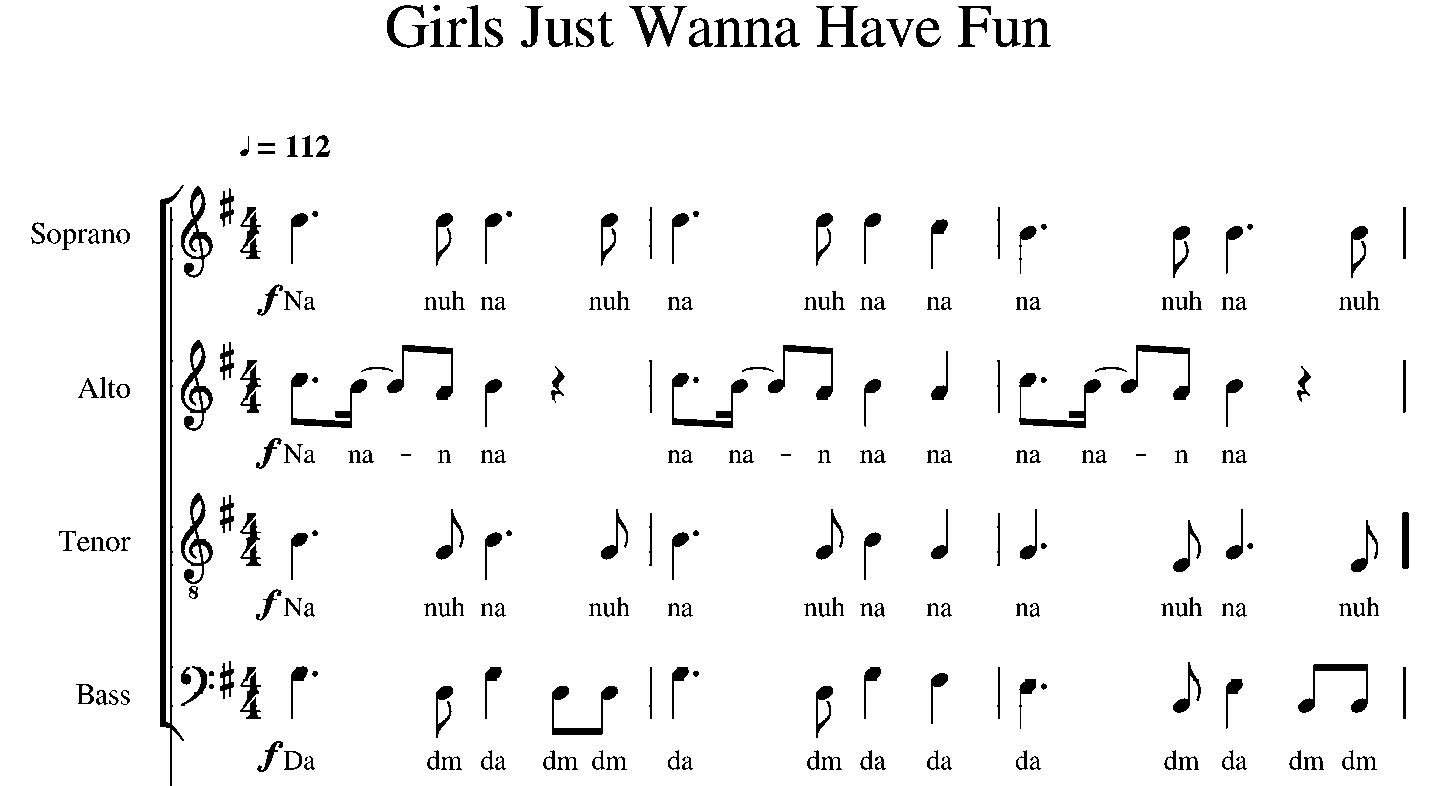 Girls Just Wanna Have Fun
♩ = 112
Soprano
f Na nuh na nuh na nuh na na na nuh na nuh
Alto
f Na na - n na na na - n na na na na - n na
Tenor
8
f Na nuh na nuh na nuh na na na nuh na nuh
Bass
f Da dm da dm dm da dm da da da dm da dm dm